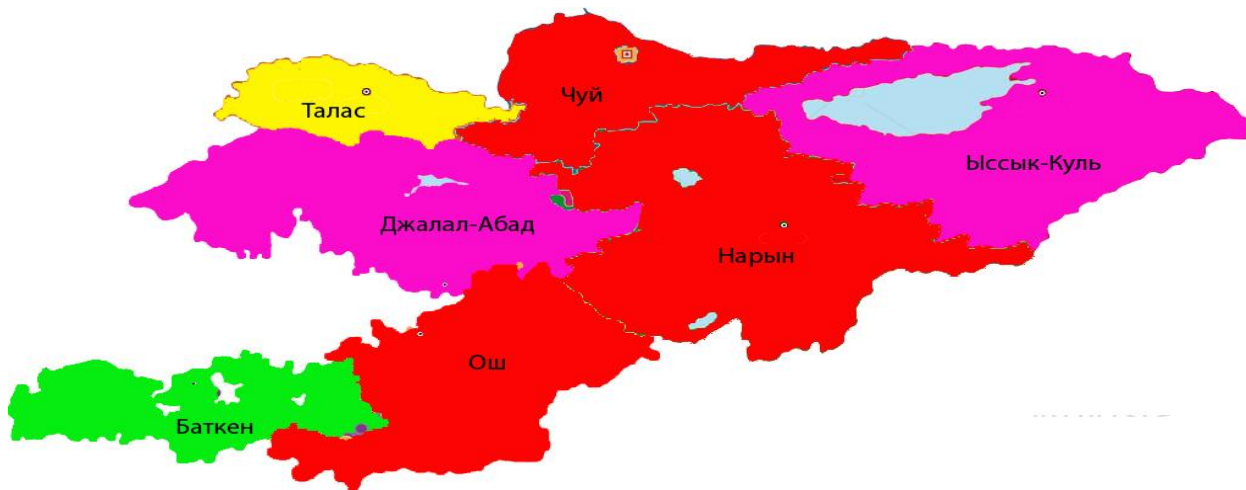 Чуй
Талас
Ыссык-Куль
Джалал-Абад
Нарын
Ош
Баткен